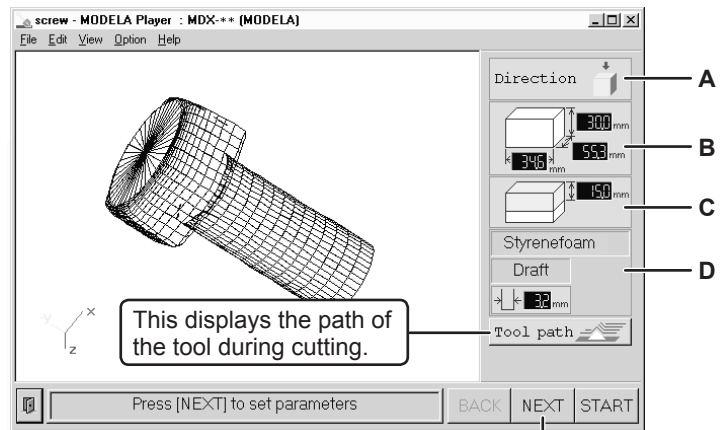 screw - MODELA Player : MDX-** (MODELA)
File Edit View Option Help
Direction
A
30.0 mm
55.3 mm
34.6 mm
B
15.0 mm
C
Styrenefoam
Draft
D
3.2 mm
This displays the path of
the tool during cutting.
Tool path
Y X
Z
Press [NEXT] to set parameters
BACK NEXT START